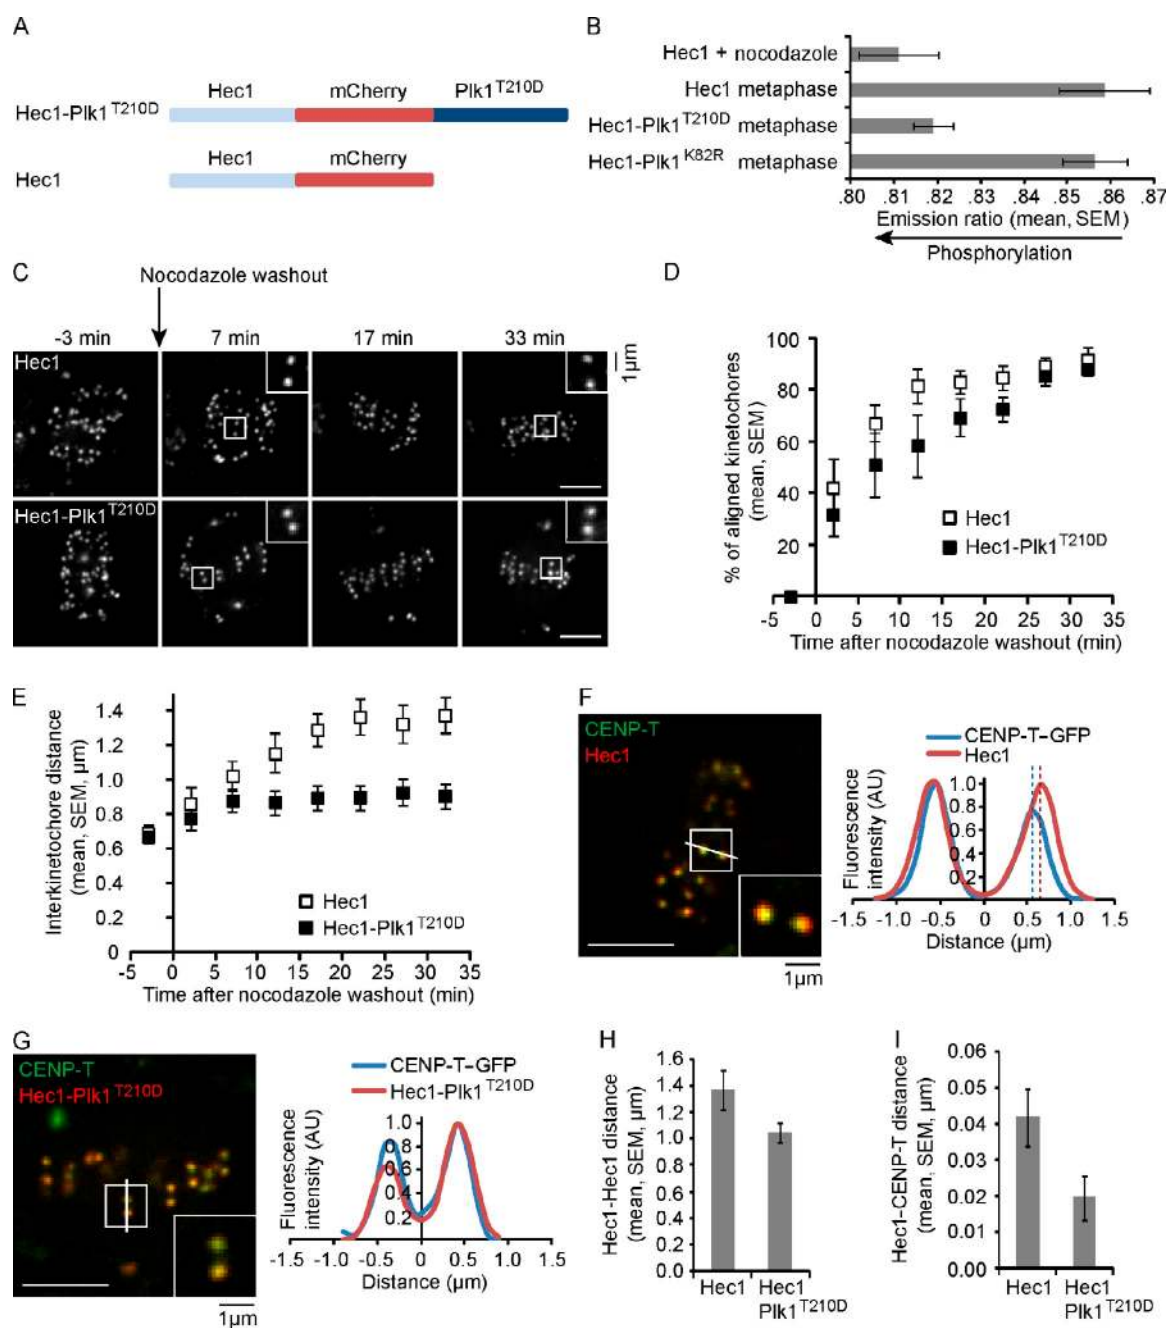 A
Hec1 mCherry Plk1T210D
Hec1-Plk1T210D
Hec1 mCherry
Hec1
B
Hec1 + nocodazole
Hec1 metaphase
Hec1-Plk1T210D metaphase
Hec1-Plk1K82R metaphase
.80 .81 .82 .83 .84 .85 .86 .87
Emission ratio (mean, SEM)
Phosphorylation
C
Nocodazole washout
-3 min 7 min 17 min 33 min
Hec1
1µm
Hec1-Plk1T210D
D
% of aligned kinetochores
(mean, SEM)
100
80
60
40
20
Hec1
Hec1-Plk1T210D
-5 0 5 10 15 20 25 30 35
Time after nocodazole washout (min)
E
Interkinetochore distance
(mean, SEM, µm)
1.4
1.2
1.0
0.8
0.6
0.4
0.2
0
Hec1
Hec1-Plk1T210D
-5 0 5 10 15 20 25 30 35
Time after nocodazole washout (min)
F
CENP-T
Hec1
1µm
CENP-T-GFP
Hec1
Fluorescence
intensity (AU)
1.0
0.8
0.6
0.4
0.2
-1.5 -1.0 -0.5 0 0.5 1.0 1.5
Distance (µm)
G
CENP-T
Hec1-Plk1T210D
1µm
CENP-T-GFP
Hec1-Plk1T210D
Fluorescence
intensity (AU)
1.0
0.8
0.6
0.4
0.2
-1.5 -1.0 -0.5 0 0.5 1.0 1.5
Distance (µm)
H
Hec1-Hec1 distance
(mean, SEM, µm)
1.6
1.4
1.2
1.0
0.8
0.6
0.4
0.2
0.0
Hec1 Hec1
Plk1T210D
I
Hec1-CENP-T distance
(mean, SEM, µm)
0.06
0.05
0.04
0.03
0.02
0.01
0.00
Hec1 Hec1
Plk1T210D